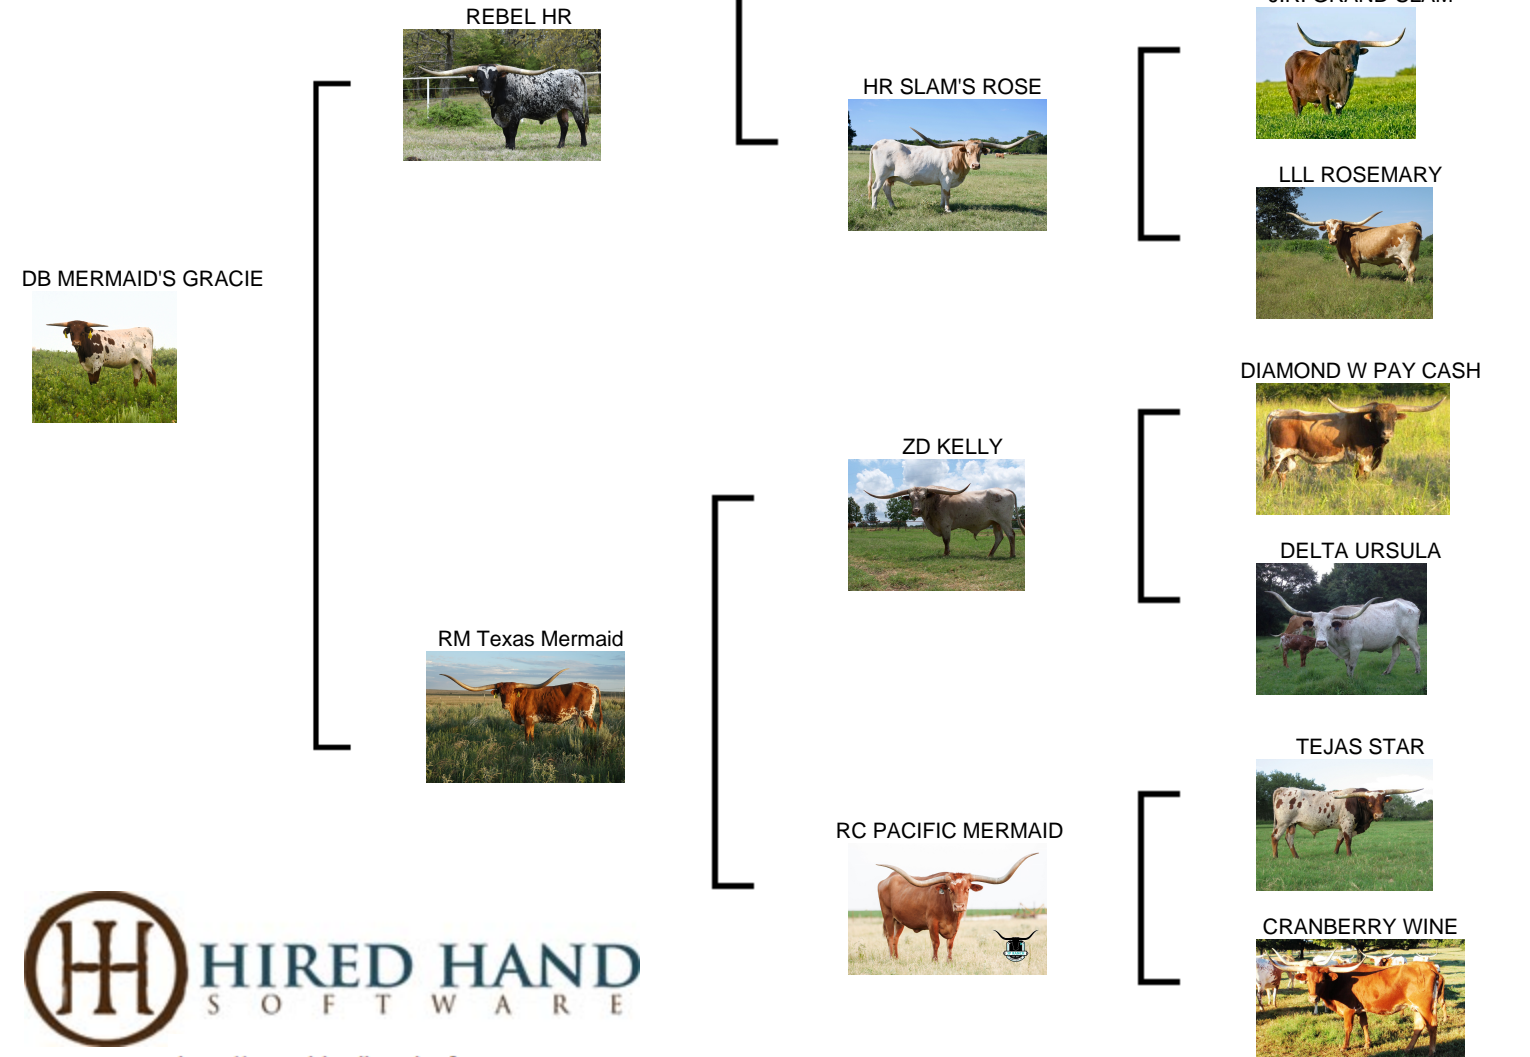 REBEL HR
HR SLAM'S ROSE
LLL ROSEMARY
DB MERMAID'S GRACIE
DIAMOND W PAY CASH
ZD KELLY
DELTA URSULA
RM Texas Mermaid
TEJAS STAR
RC PACIFIC MERMAID
CRANBERRY WINE
HIRED HAND
SOFTWARE